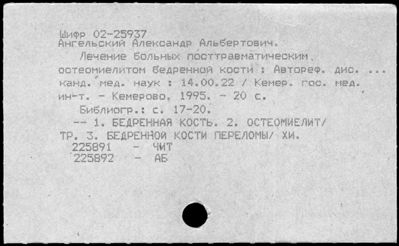 Шифр 02-25937
Ангельский Александр Альбертович.
Лечение больных посттравматическим
остеомиелитом бедренной кости : Автореф. дис. ...
канд. мед. наук : 14.00.22 / Кемер. гос. мед.
ин-т. - Кемерово, 1995. - 20 с.
Библиогр.: с. 17-20.
-- 1. БЕДРЕННАЯ КОСТЬ. 2. ОСТЕОМИЕЛИТ/
ТР. 3. БЕДРЕННОЙ КОСТИ ПЕРЕЛОМЫ/ ХИ.
225891 - ЧИТ
225892 - АБ